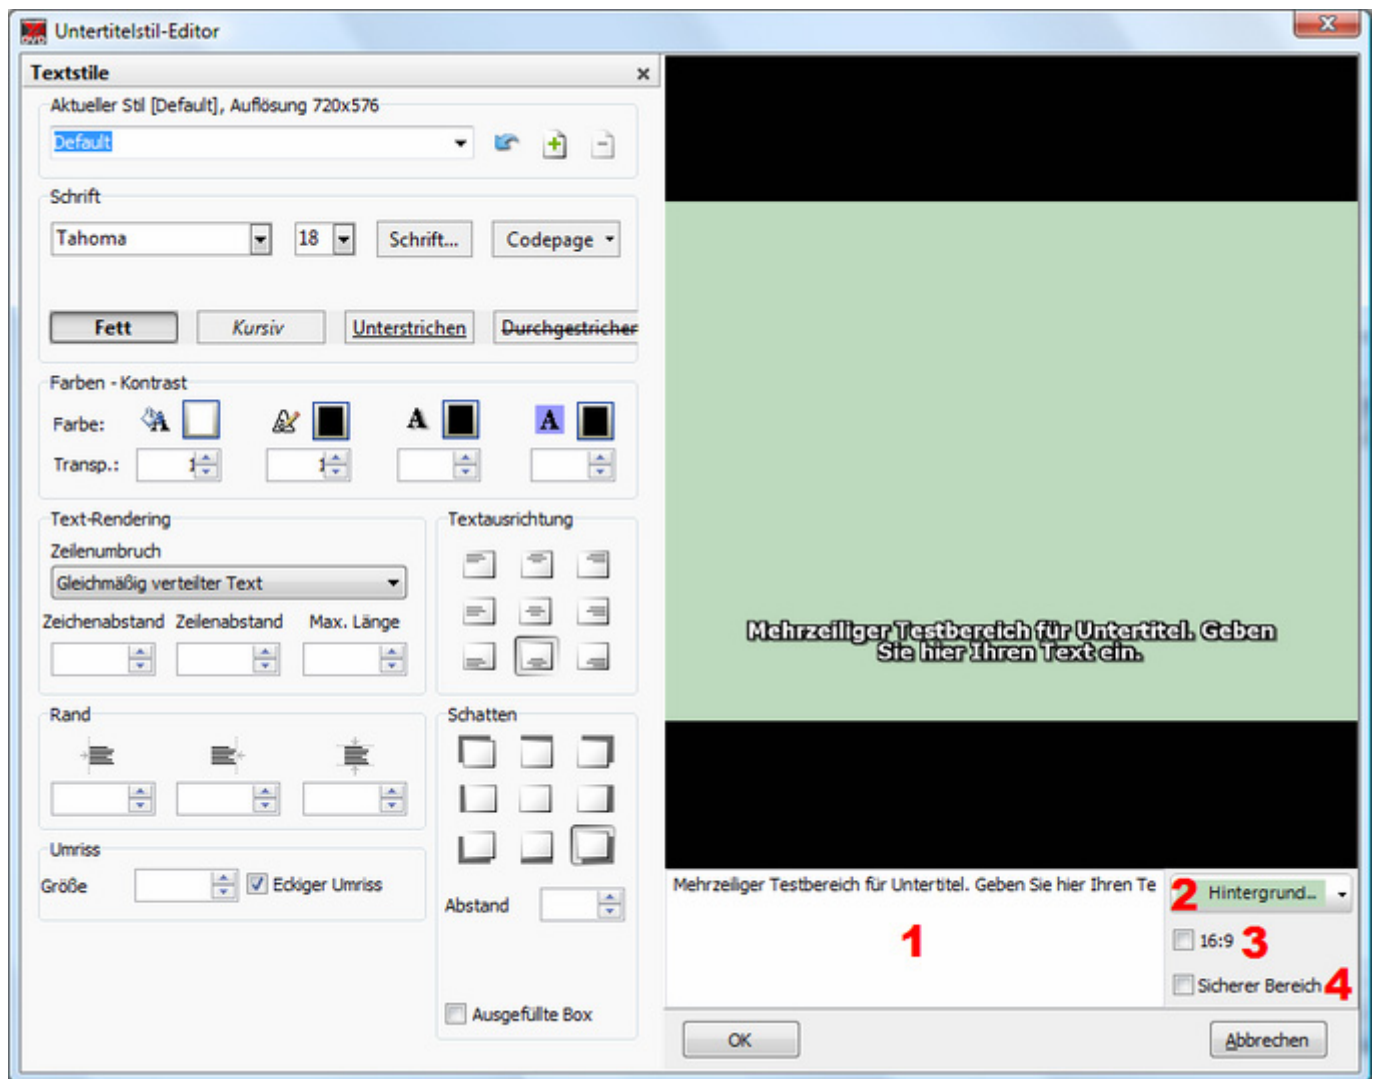 Untertitelstil-Editor
Textstile
Aktueller Stil [Default], Auflösung 720x576
Default
Schrift
Tahoma 18 Schrift... Codepage
Fett Kursiv Unterstrichen Durchgestricher
Farben - Kontrast
Farbe:
Transp.: 1 1
Text-Rendering
Zeilenumbruch
Gleichmäßig verteilter Text
Zeichenabstand Zeilenabstand Max. Länge
Textausrichtung
Rand
Umriss
Größe Eckiger Umriss
Schatten
Abstand
Ausgefüllte Box
Mehrzeiliger Testbereich für Untertitel. Geben
Sie hier Ihren Text ein.
Mehrzeiliger Testbereich für Untertitel. Geben Sie hier Ihren Te
1
2 Hintergrund...
16:9 3
Sicherer Bereich 4
OK Abbrechen